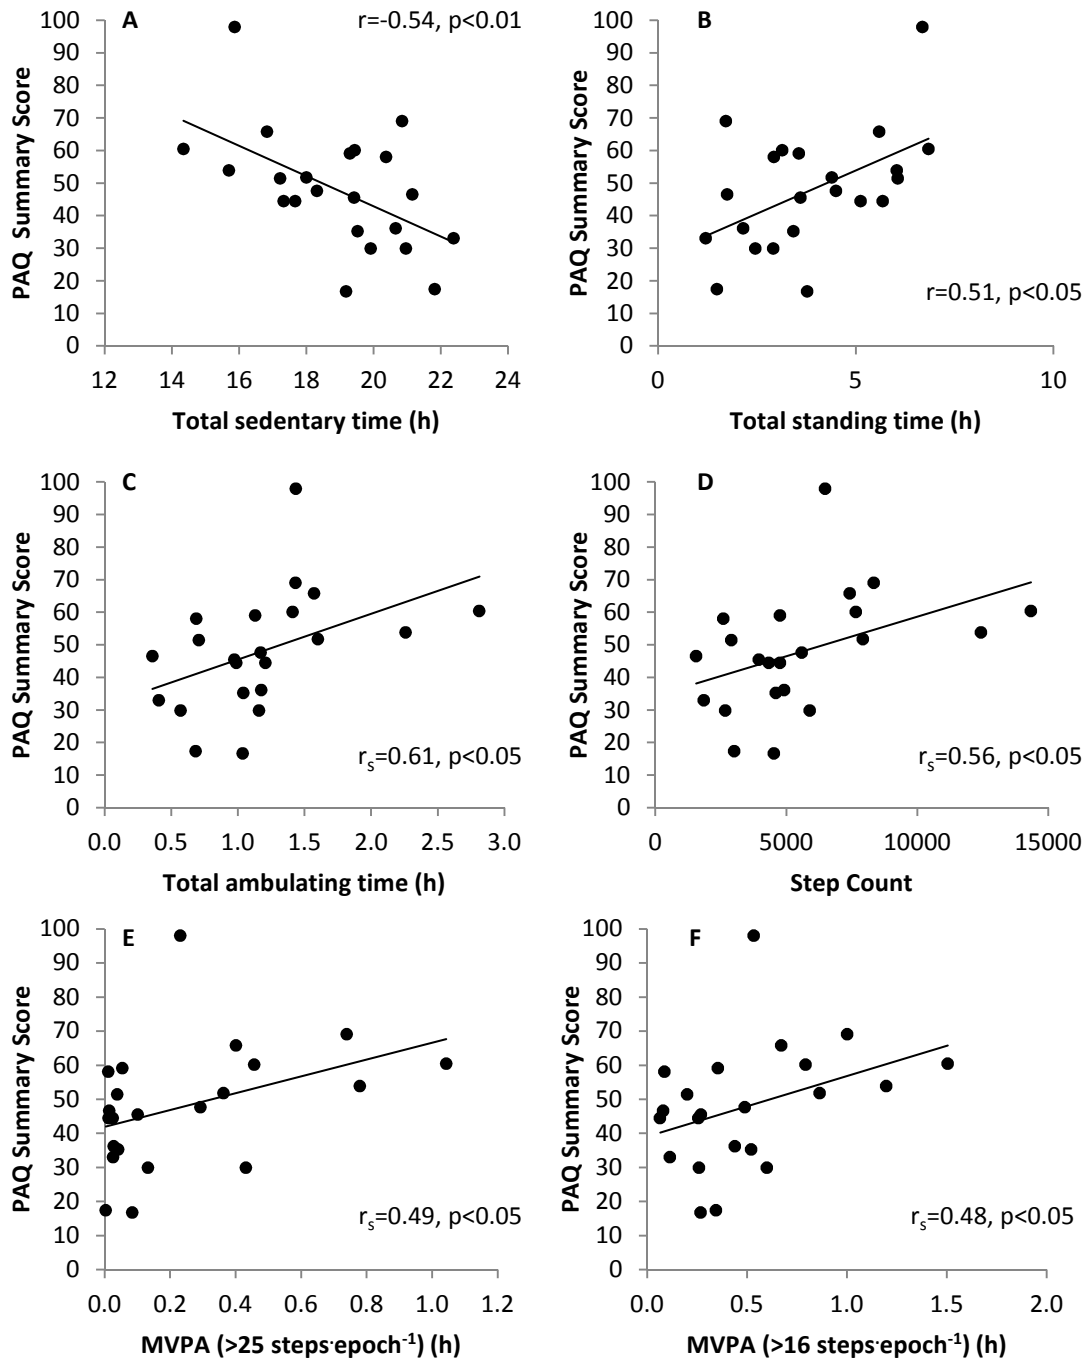 A
r=-0.54, p<0.01
PAQ Summary Score
100
90
80
70
60
50
40
30
20
10
0
12 14 16 18 20 22 24
Total sedentary time (h)
B
r=0.51, p<0.05
PAQ Summary Score
100
90
80
70
60
50
40
30
20
10
0
0 5 10
Total standing time (h)
C
rₛ=0.61, p<0.05
PAQ Summary Score
100
90
80
70
60
50
40
30
20
10
0
0.0 0.5 1.0 1.5 2.0 2.5 3.0
Total ambulating time (h)
D
rₛ=0.56, p<0.05
PAQ Summary Score
100
90
80
70
60
50
40
30
20
10
0
0 5000 10000 15000
Step Count
E
rₛ=0.49, p<0.05
PAQ Summary Score
100
90
80
70
60
50
40
30
20
10
0
0.0 0.2 0.4 0.6 0.8 1.0 1.2
MVPA (>25 steps·epoch⁻¹) (h)
F
rₛ=0.48, p<0.05
PAQ Summary Score
100
90
80
70
60
50
40
30
20
10
0
0.0 0.5 1.0 1.5 2.0
MVPA (>16 steps·epoch⁻¹) (h)